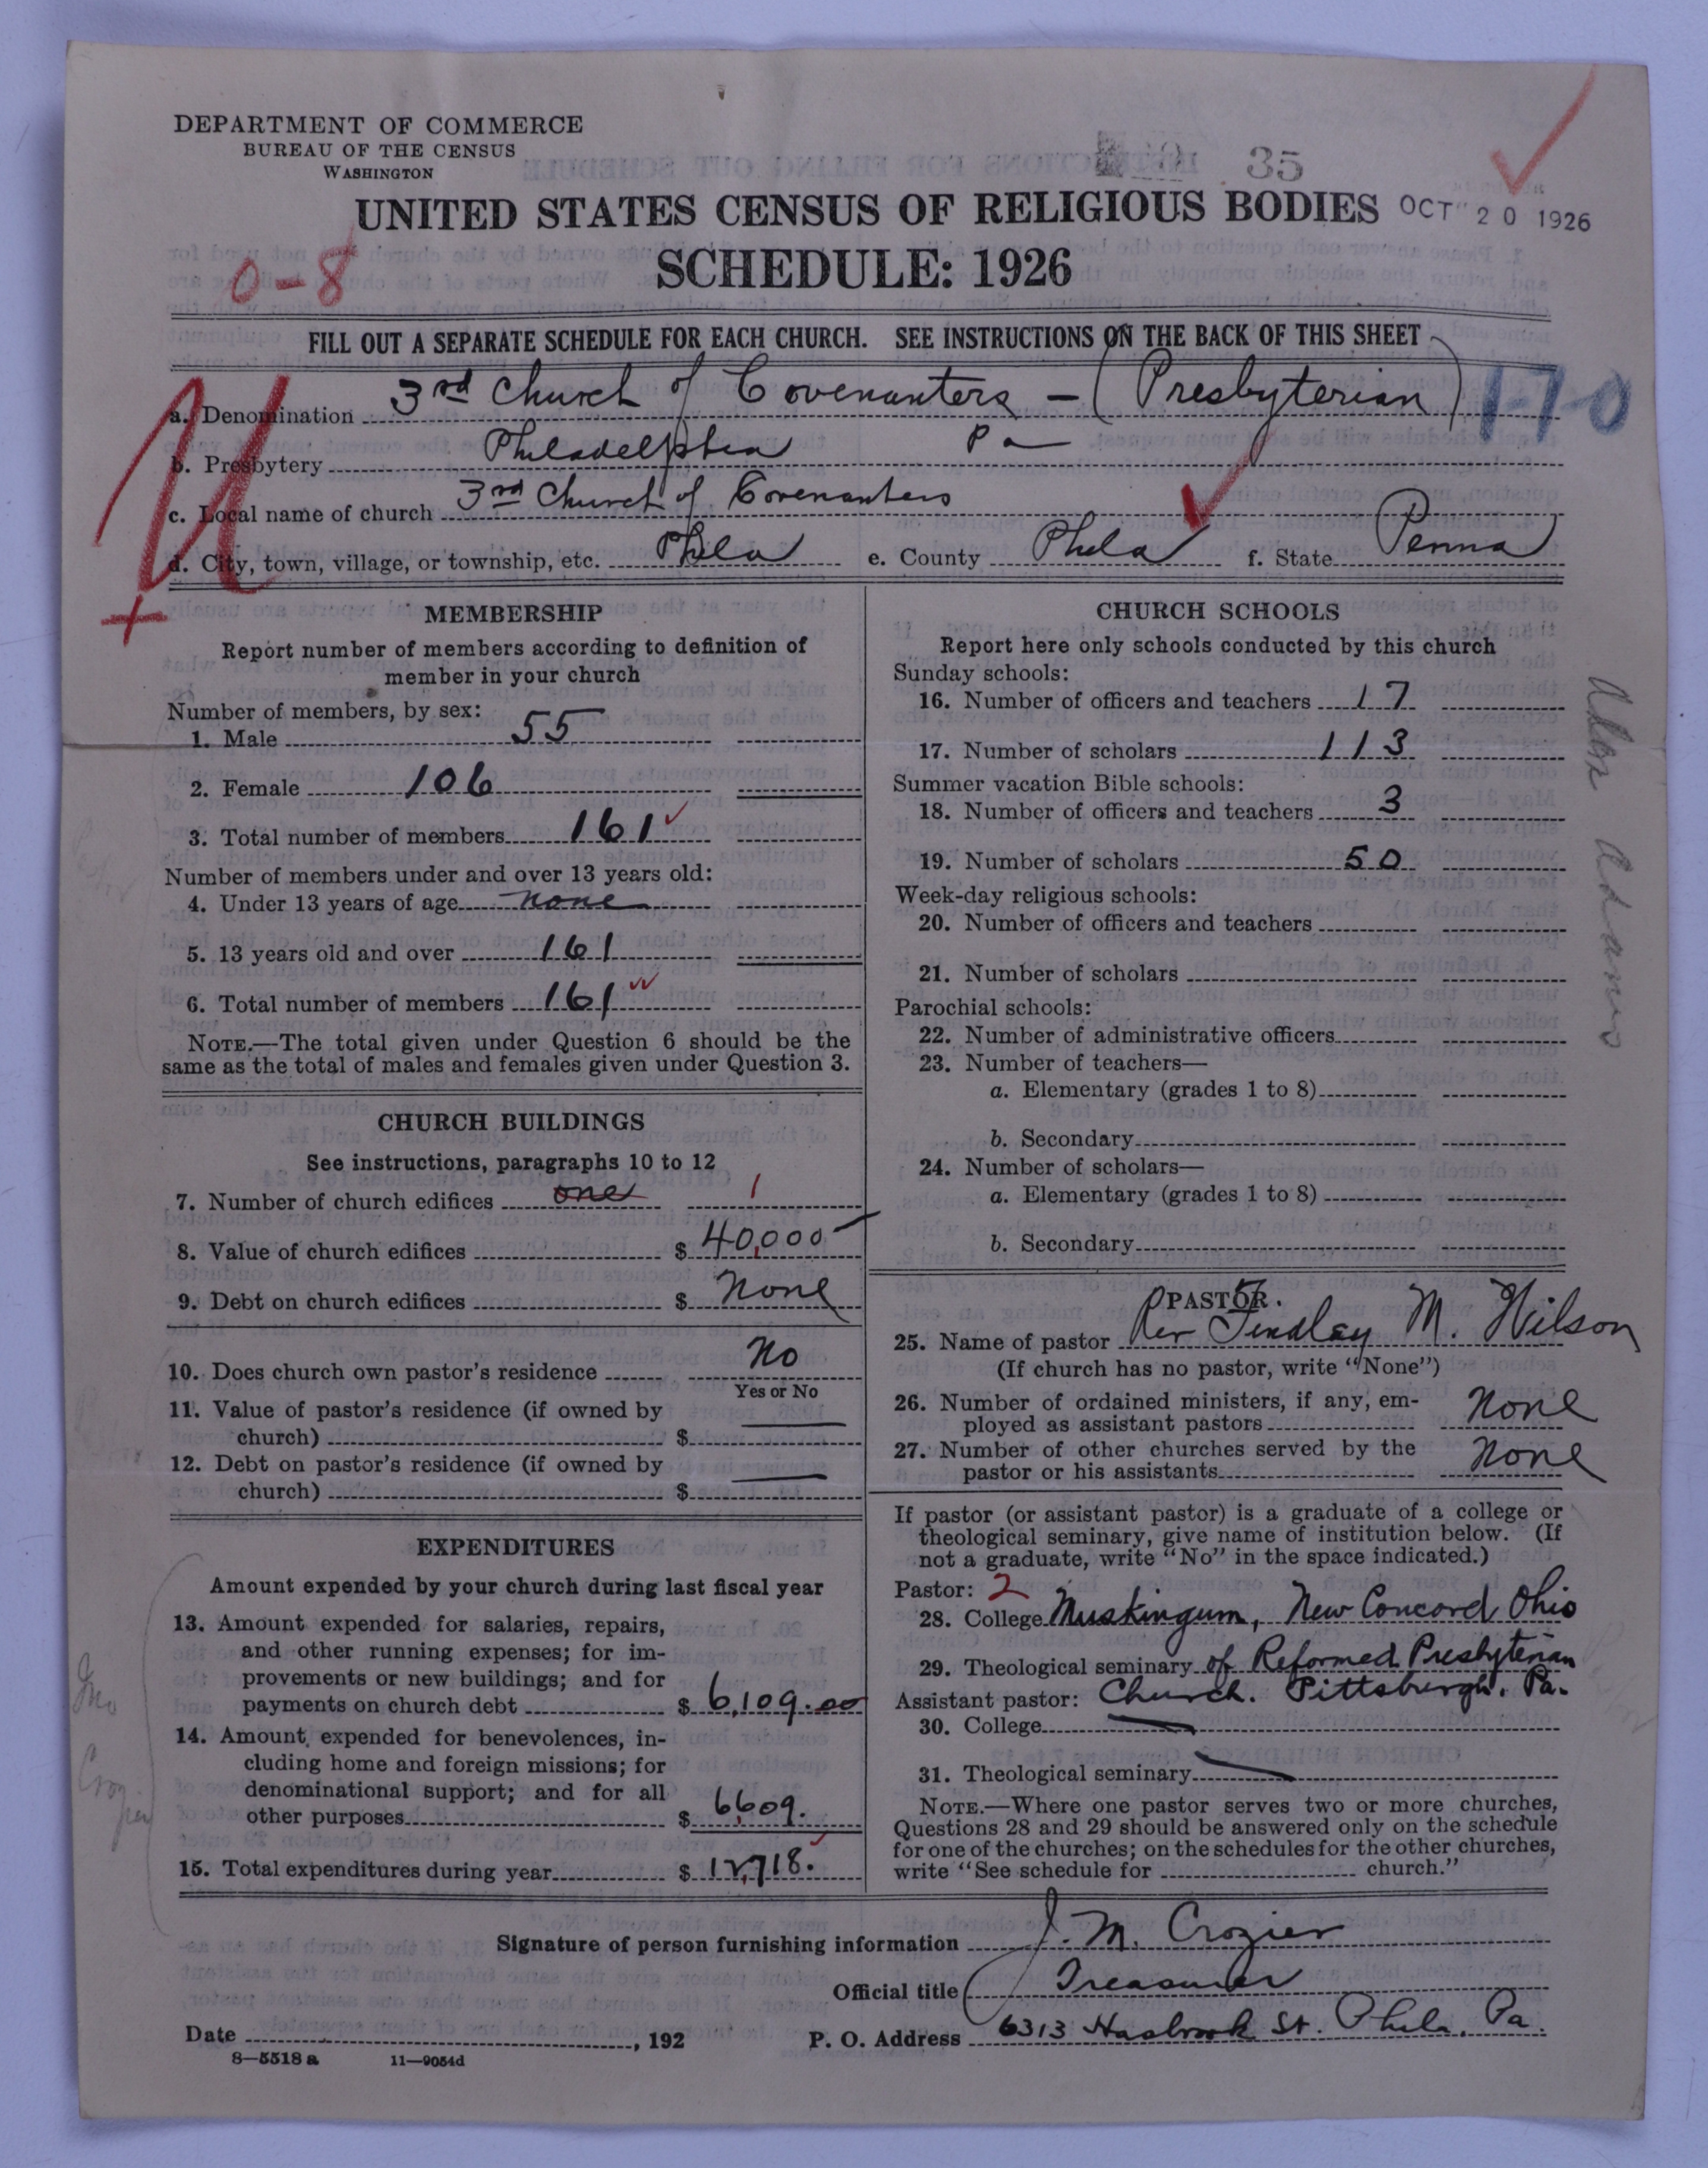 DEPARTMENT OF COMMERCE
BUREAU OF THE CENSUS
WASHINGTON
35
UNITED STATES CENSUS OF RELIGIOUS BODIES
OCT 20 1926
SCHEDULE: 1926
0-8
FILL OUT A SEPARATE SCHEDULE FOR EACH CHURCH. SEE INSTRUCTIONS ON THE BACK OF THIS SHEET
a. Denomination 3rd Church of Covenanters - (Presbyterian)
1-7-0
b. Presbytery Philadelphia Pa
c. Local name of church 3rd Church of Covenanters
d. City, town, village, or township, etc. Phila e. County Phila f. State Penna
MEMBERSHIP
Report number of members according to definition of
member in your church
Number of members, by sex:
1. Male 55
2. Female 106
3. Total number of members 161
Number of members under and over 13 years old:
4. Under 13 years of age none
5. 13 years old and over 161
6. Total number of members 161
NOTE.—The total given under Question 6 should be the
same as the total of males and females given under Question 3.
CHURCH BUILDINGS
See instructions, paragraphs 10 to 12
7. Number of church edifices one 1
8. Value of church edifices $ 40,000
9. Debt on church edifices $ None
10. Does church own pastor's residence No
Yes or No
11. Value of pastor's residence (if owned by
church) $
12. Debt on pastor's residence (if owned by
church) $
EXPENDITURES
Amount expended by your church during last fiscal year
13. Amount expended for salaries, repairs,
and other running expenses; for im-
provements or new buildings; and for
payments on church debt $ 6,109.00
14. Amount expended for benevolences, in-
cluding home and foreign missions; for
denominational support; and for all
other purposes $ 6,609.
15. Total expenditures during year $ 12,718.
CHURCH SCHOOLS
Report here only schools conducted by this church
Sunday schools:
16. Number of officers and teachers 17
17. Number of scholars 113
Summer vacation Bible schools:
18. Number of officers and teachers 3
19. Number of scholars 50
Week-day religious schools:
20. Number of officers and teachers
21. Number of scholars
Parochial schools:
22. Number of administrative officers
23. Number of teachers—
a. Elementary (grades 1 to 8)
b. Secondary
24. Number of scholars—
a. Elementary (grades 1 to 8)
b. Secondary
PASTOR.
25. Name of pastor Rev Findley M. Wilson
(If church has no pastor, write "None")
26. Number of ordained ministers, if any, em-
ployed as assistant pastors None
27. Number of other churches served by the
pastor or his assistants None
If pastor (or assistant pastor) is a graduate of a college or
theological seminary, give name of institution below. (If
not a graduate, write "No" in the space indicated.)
Pastor: 2
28. College Muskingum, New Concord Ohio
29. Theological seminary of Reformed Presbyterian
Assistant pastor: Church. Pittsburgh, Pa.
30. College
31. Theological seminary
NOTE.—Where one pastor serves two or more churches,
Questions 28 and 29 should be answered only on the schedule
for one of the churches; on the schedules for the other churches,
write "See schedule for church."
Signature of person furnishing information J. M. Crozier
Official title Treasurer
Date , 192
P. O. Address 6313 Hasbrook St. Phila, Pa.
8—5518 a 11—9054d
Adams